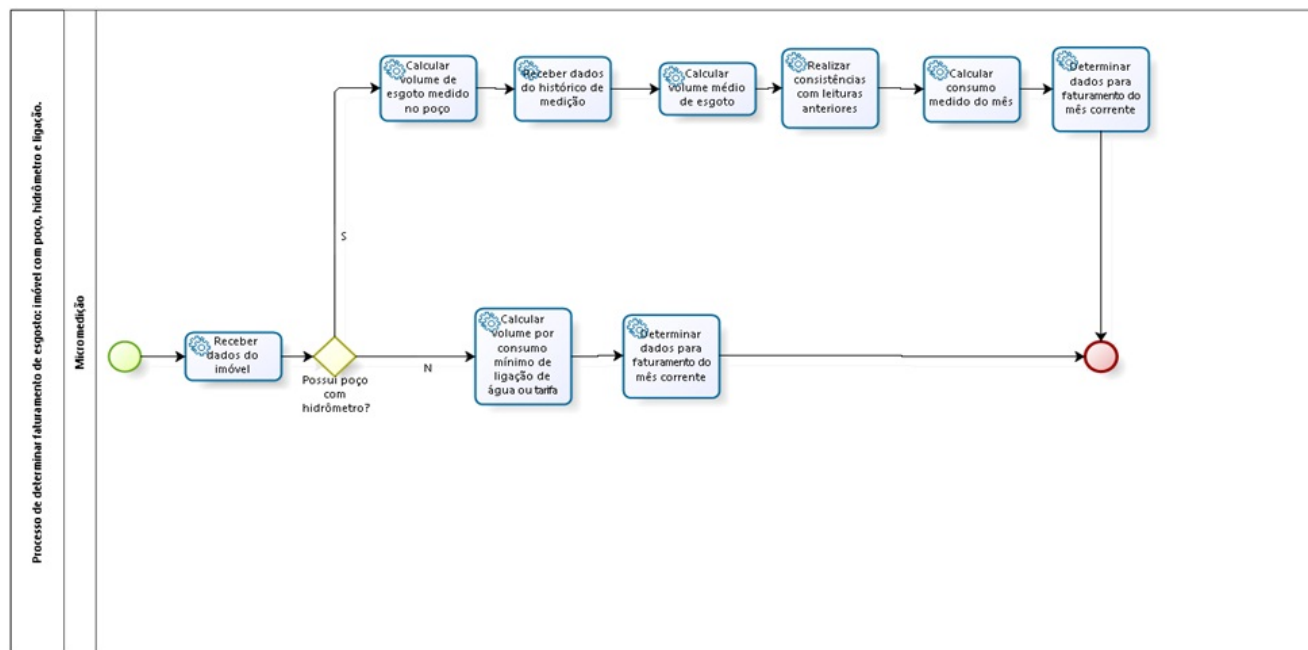 Processo de determinar faturamento de esgosto: imóvel com poço, hidrômetro e ligação.
Micromedição
Receber
dados do
imóvel
Possui poço
com
hidrômetro?
S
Calcular
volume de
esgoto medido
no poço
Receber dados
do histórico de
medição
Calcular
volume médio
de esgoto
Realizar
consistências
com leituras
anteriores
Calcular
consumo
medido do mês
Determinar
dados para
faturamento do
mês corrente
N
Calcular
volume por
consumo
mínimo de
ligação de
água ou tarifa
Determinar
dados para
faturamento do
mês corrente